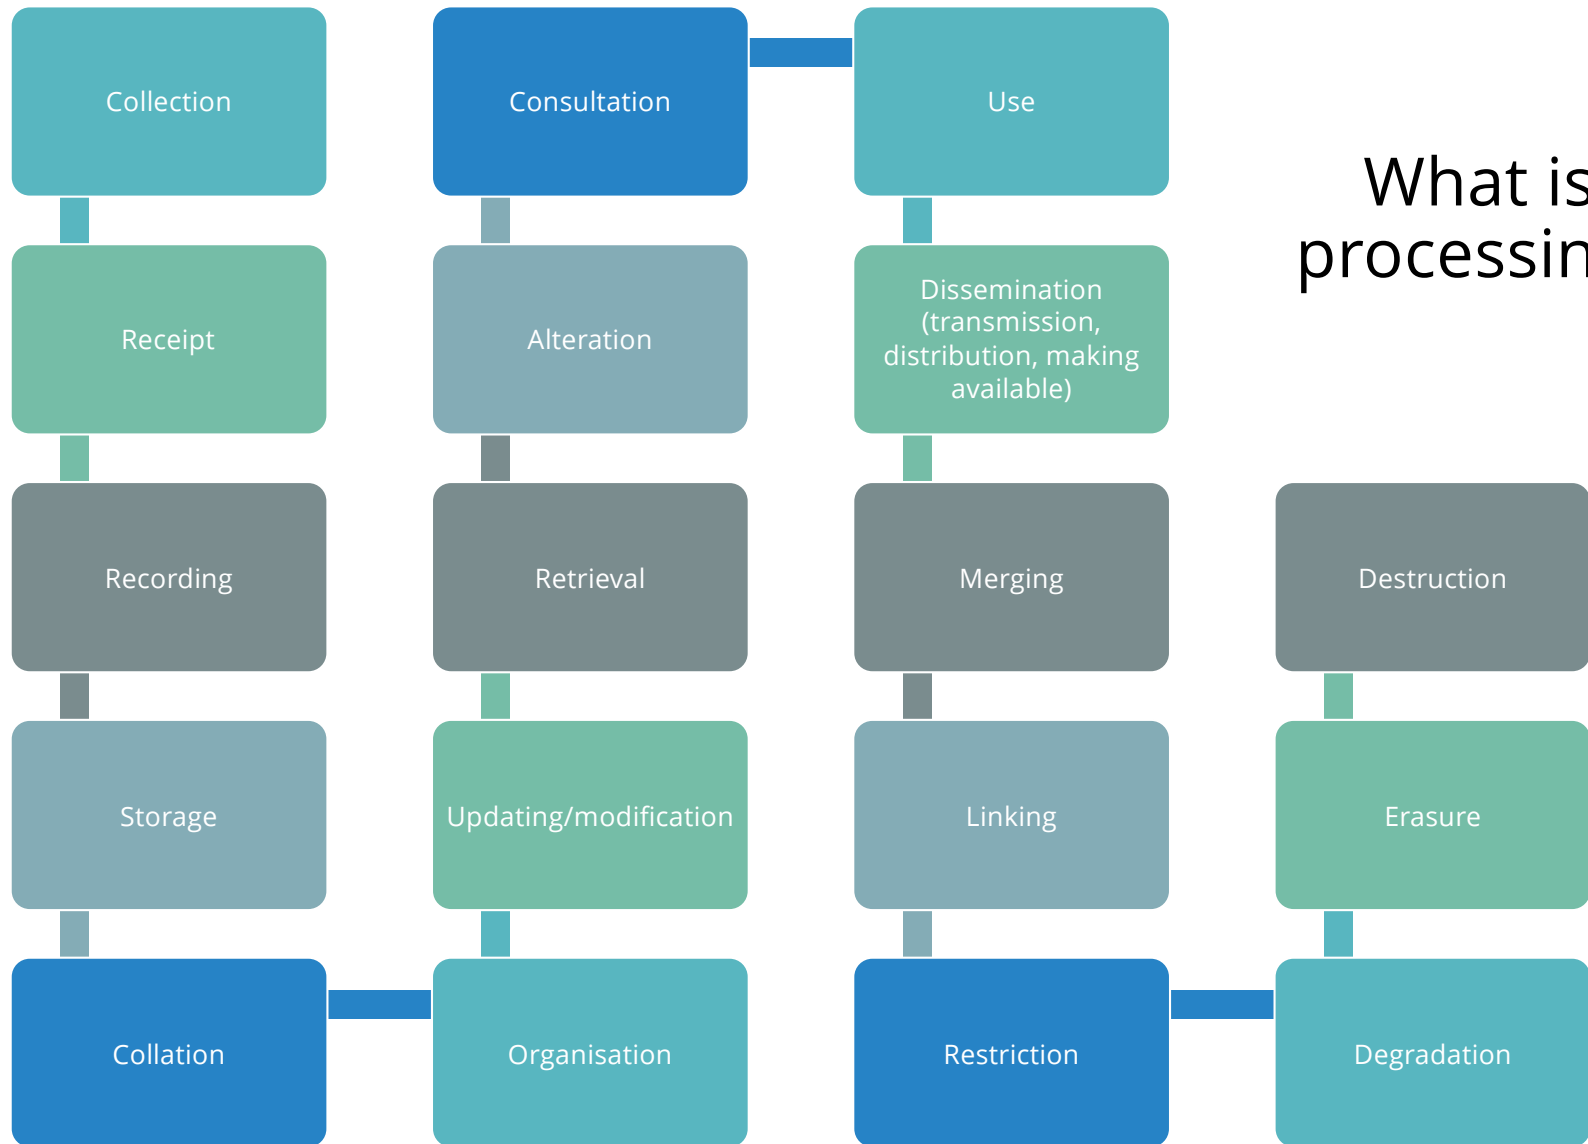 Collection
Receipt
Recording
Storage
Collation
Organisation
Updating/modification
Retrieval
Alteration
Consultation
Use
Dissemination
(transmission,
distribution, making
available)
Merging
Linking
Restriction
Degradation
Erasure
Destruction
What is
processin